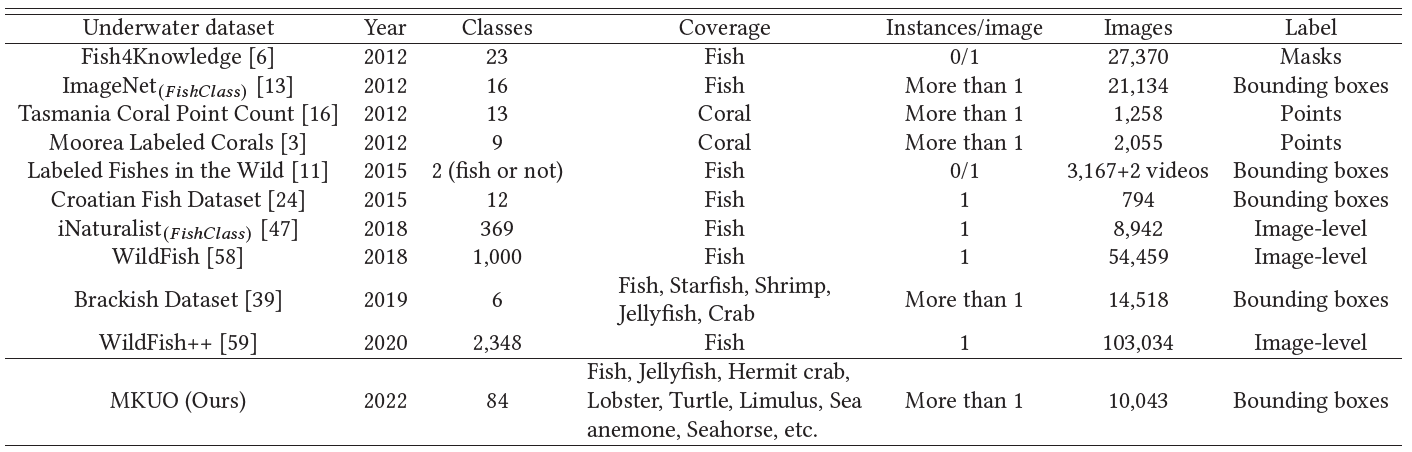 Underwater dataset Year Classes Coverage Instances/image Images Label
Fish4Knowledge [6] 2012 23 Fish 0/1 27,370 Masks
ImageNet(FishClass) [13] 2012 16 Fish More than 1 21,134 Bounding boxes
Tasmania Coral Point Count [16] 2012 13 Coral More than 1 1,258 Points
Moorea Labeled Corals [3] 2012 9 Coral More than 1 2,055 Points
Labeled Fishes in the Wild [11] 2015 2 (fish or not) Fish 0/1 3,167+2 videos Bounding boxes
Croatian Fish Dataset [24] 2015 12 Fish 1 794 Bounding boxes
iNaturalist(FishClass) [47] 2018 369 Fish 1 8,942 Image-level
WildFish [58] 2018 1,000 Fish 1 54,459 Image-level
Brackish Dataset [39] 2019 6 Fish, Starfish, Shrimp, More than 1 14,518 Bounding boxes
Jellyfish, Crab
WildFish++ [59] 2020 2,348 Fish 1 103,034 Image-level
Fish, Jellyfish, Hermit crab,
MKUO (Ours) 2022 84 Lobster, Turtle, Limulus, Sea More than 1 10,043 Bounding boxes
anemone, Seahorse, etc.